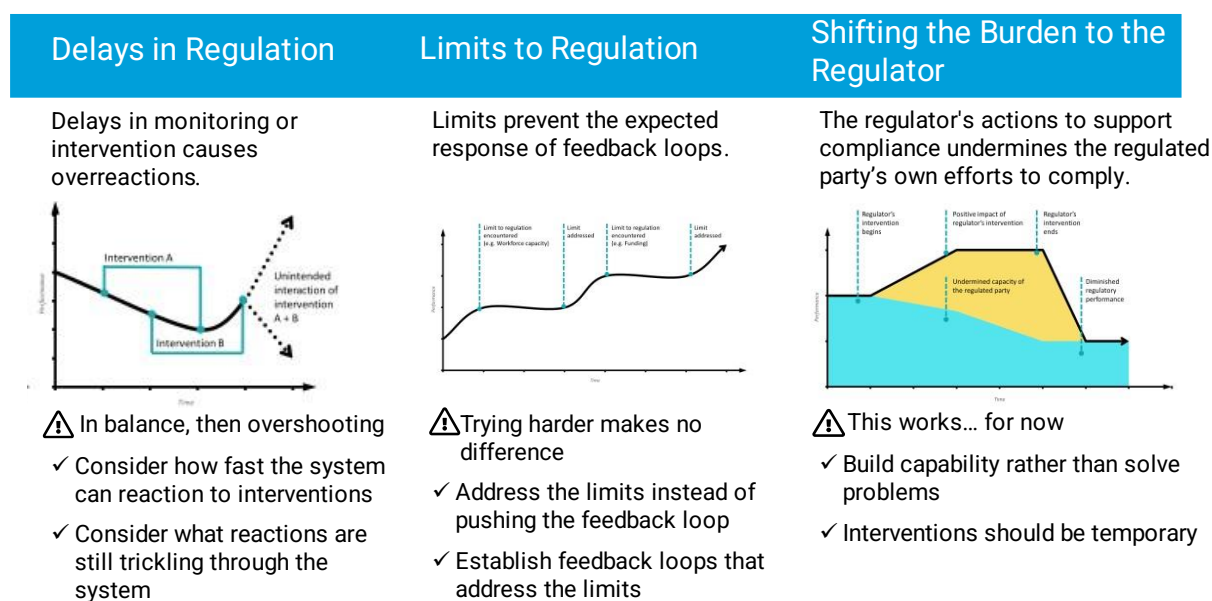 Delays in Regulation
Limits to Regulation
Shifting the Burden to the
Regulator
Delays in monitoring or
intervention causes
overreactions.
Performance
Intervention A
Intervention B
Unintended
interaction of
intervention
A + B
Time
In balance, then overshooting
✓ Consider how fast the system
can reaction to interventions
✓ Consider what reactions are
still trickling through the
system
Limits prevent the expected
response of feedback loops.
Performance
Limit to regulation
encountered
(e.g. Workforce capacity)
Limit
addressed
Limit to regulation
encountered
(e.g. Funding)
Limit
addressed
Time
Trying harder makes no
difference
✓ Address the limits instead of
pushing the feedback loop
✓ Establish feedback loops that
address the limits
The regulator's actions to support
compliance undermines the regulated
party’s own efforts to comply.
Performance
Regulator's
intervention
begins
Positive impact of
regulator's intervention
Regulator's
intervention
ends
Undermined capacity of
the regulated party
Diminished
regulatory
performance
Time
This works… for now
✓ Build capability rather than solve
problems
✓ Interventions should be temporary